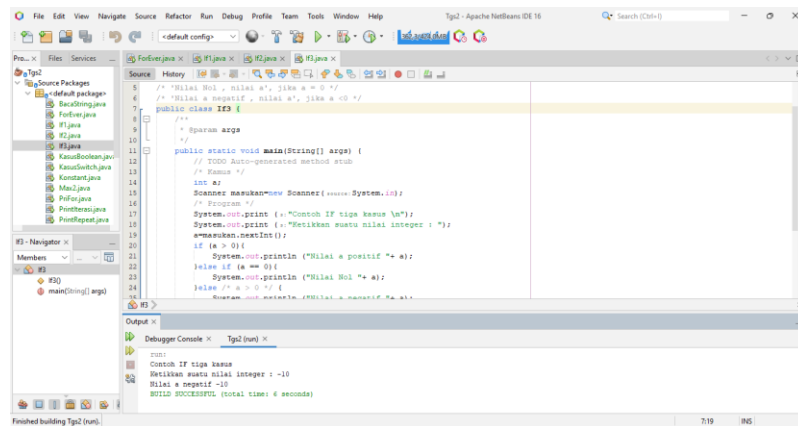 File Edit View Navigate Source Refactor Run Debug Profile Team Tools Window Help
Tgs2 - Apache NetBeans IDE 16
Search (Ctrl+I)
<default config>
Pro... × Files Services
ForEver.java × If1.java × If2.java × If3.java ×
Source History
Tgs2
Source Packages
<default package>
BacaString.java
ForEver.java
If1.java
If2.java
If3.java
KasusBoolean.jav
KasusSwitch.java
Konstant.java
Max2.java
PriFor.java
PrintIterasi.java
PrintRepeat.java
If3 - Navigator ×
Members
If3
If3()
main(String[] args)
5 /* 'Nilai Nol , nilai a', jika a = 0 */
6 /* 'Nilai a negatif , nilai a', jika a <0 */
7 public class If3 {
8 /**
9 * @param args
10 */
11 public static void main(String[] args) {
12 // TODO Auto-generated method stub
13 /* Kamus */
14 int a;
15 Scanner masukan=new Scanner( source: System.in);
16 /* Program */
17 System.out.print (s: "Contoh IF tiga kasus \n");
18 System.out.print (s: "Ketikkan suatu nilai integer : ");
19 a=masukan.nextInt();
20 if (a > 0){
21 System.out.println ("Nilai a positif "+ a);
22 }else if (a == 0){
23 System.out.println ("Nilai Nol "+ a);
24 }else /* a > 0 */ {
25 System.out.println ("Nilai a negatif "+ a);
If3
Output ×
Debugger Console × Tgs2 (run) ×
run:
Contoh IF tiga kasus
Ketikkan suatu nilai integer : -10
Nilai a negatif -10
BUILD SUCCESSFUL (total time: 6 seconds)
Finished building Tgs2 (run).
7:19 INS